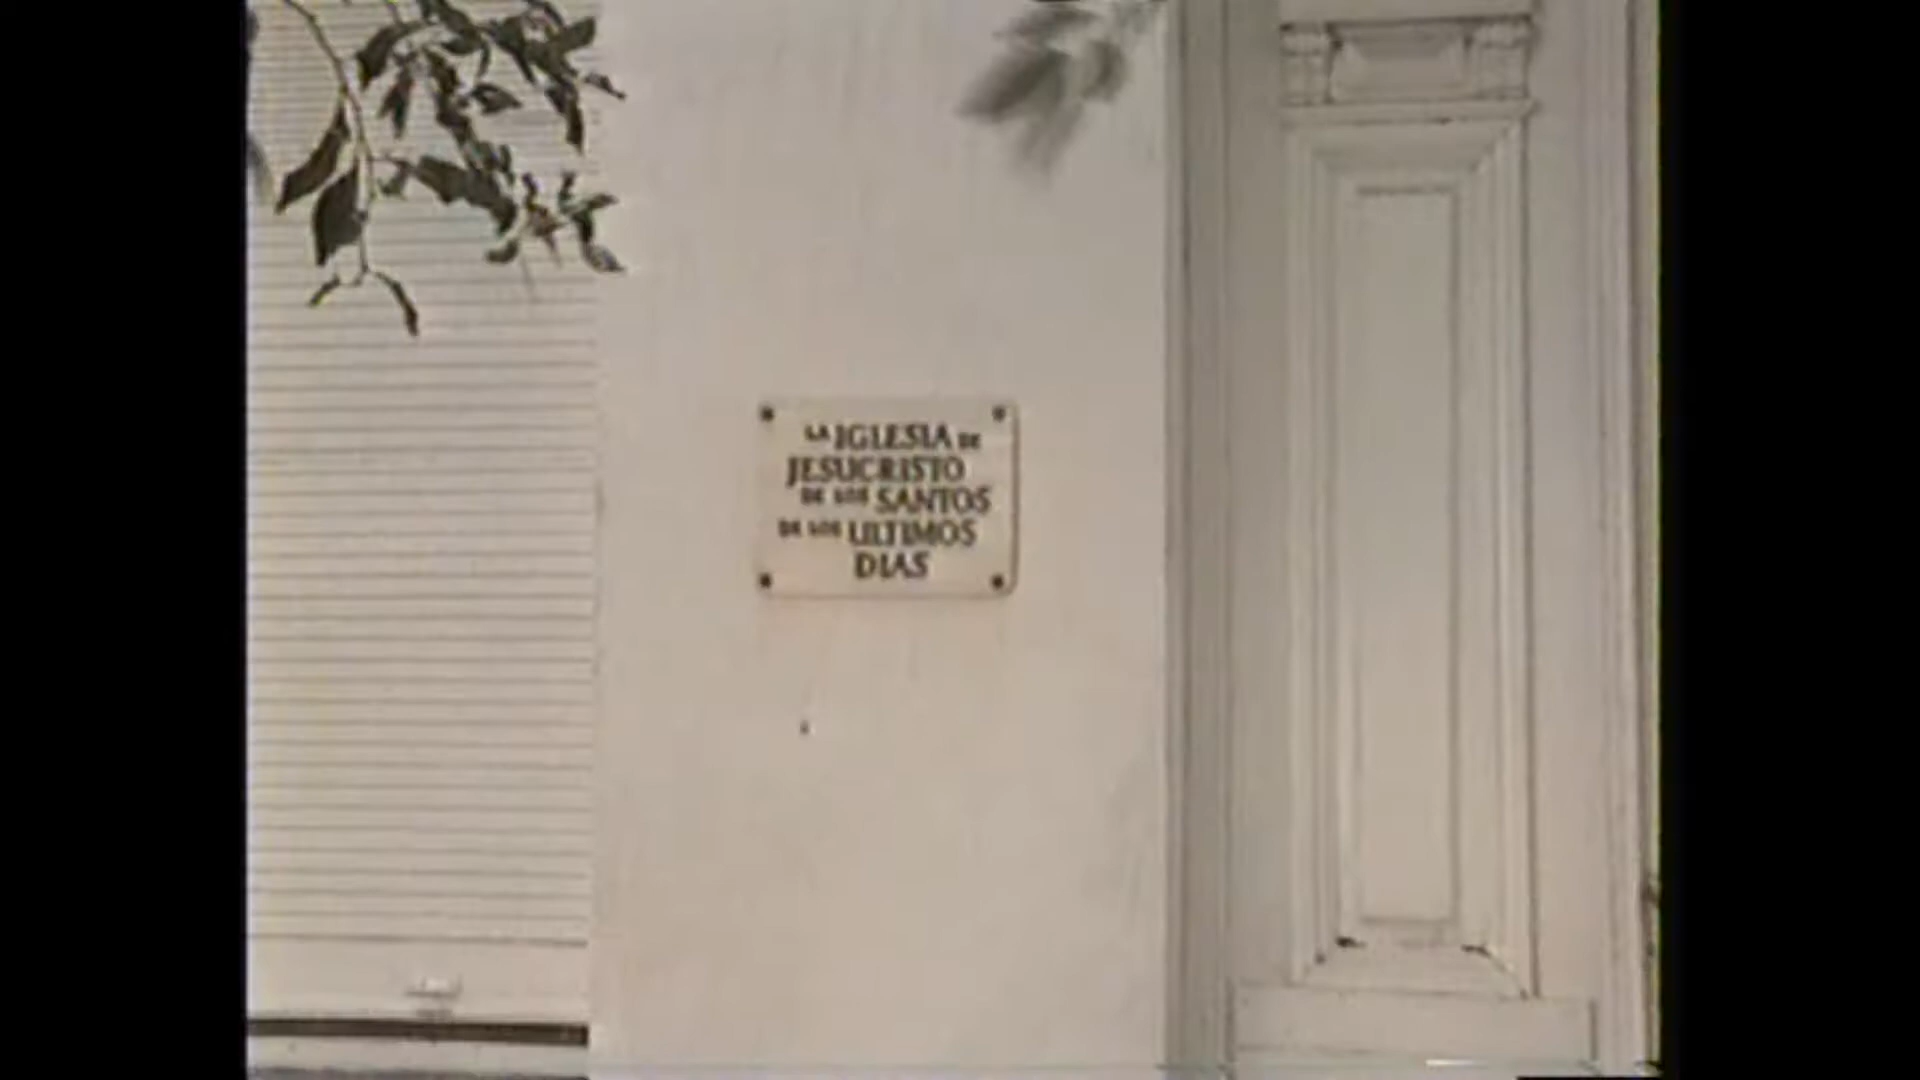 LA IGLESIA DE
JESUCRISTO
DE LOS SANTOS
DE LOS ULTIMOS
DIAS